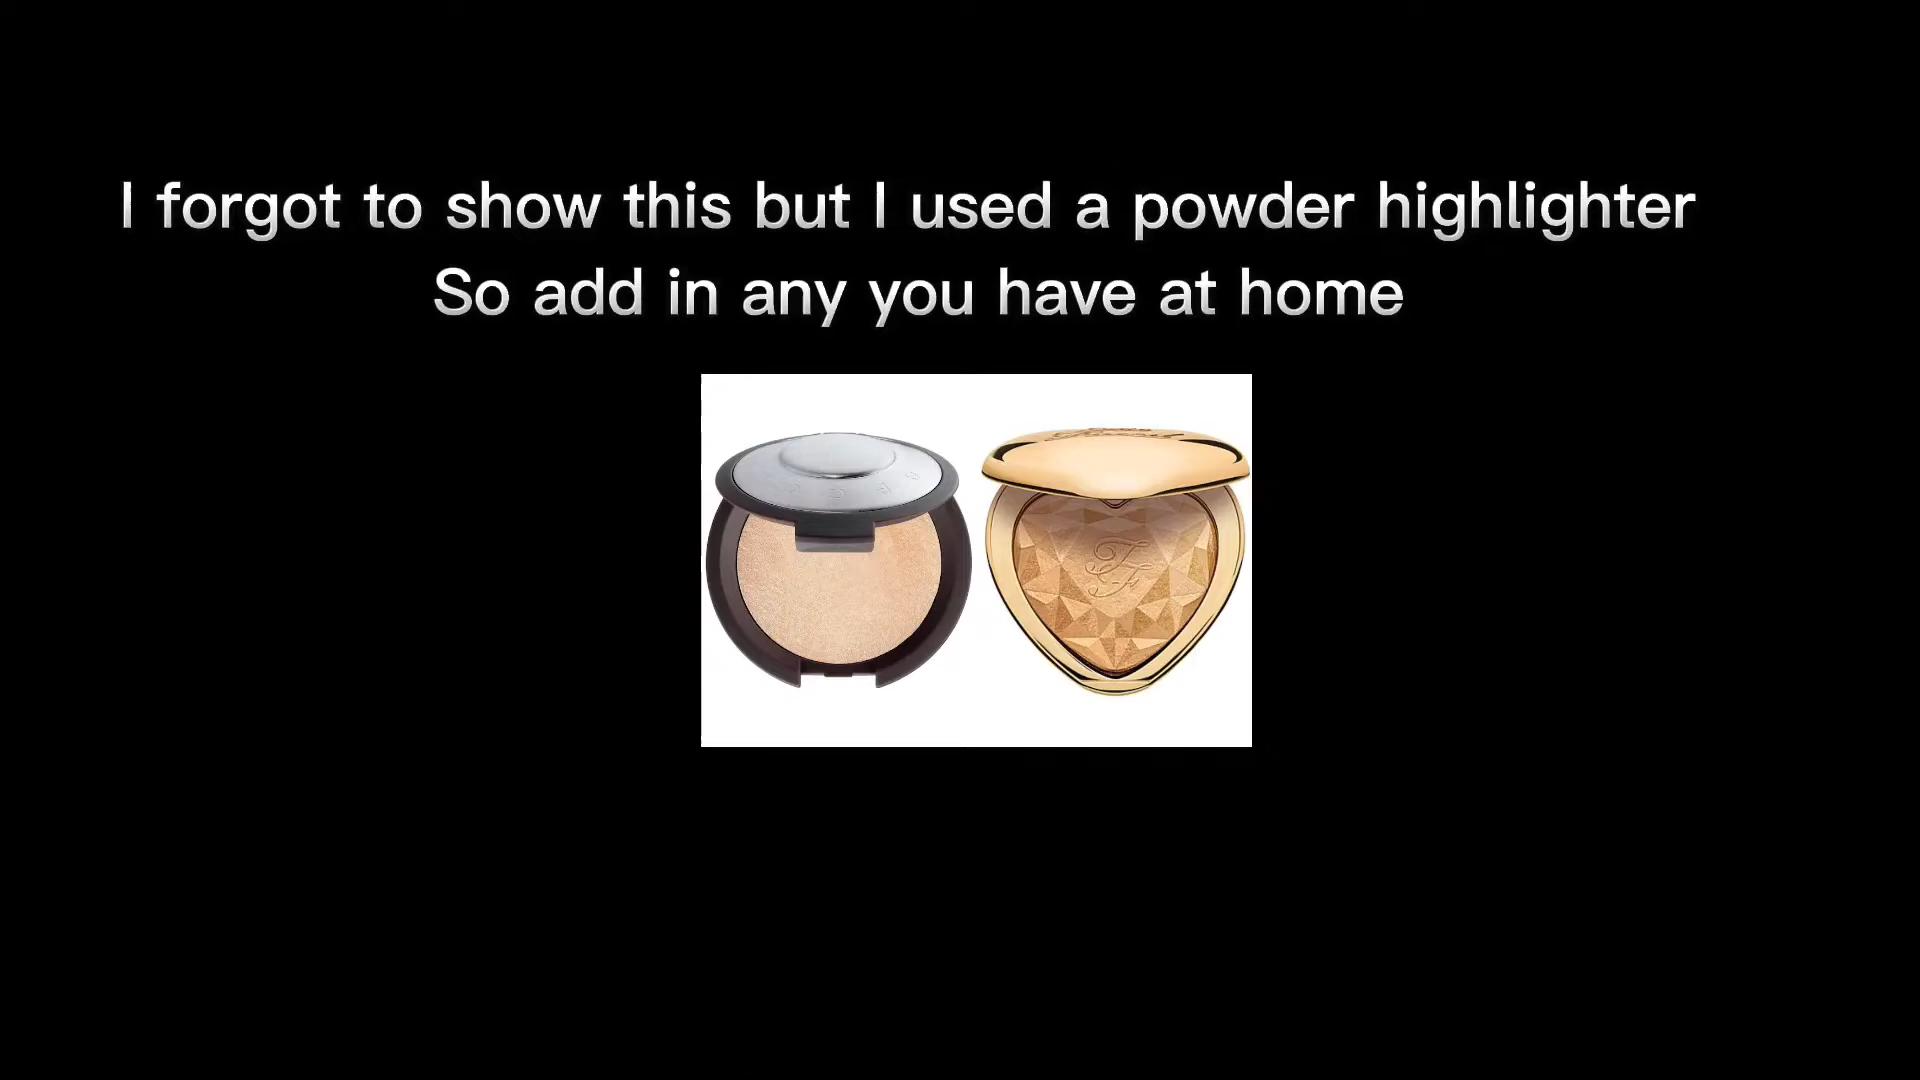 I forgot to show this but I used a powder highlighter
So add in any you have at home